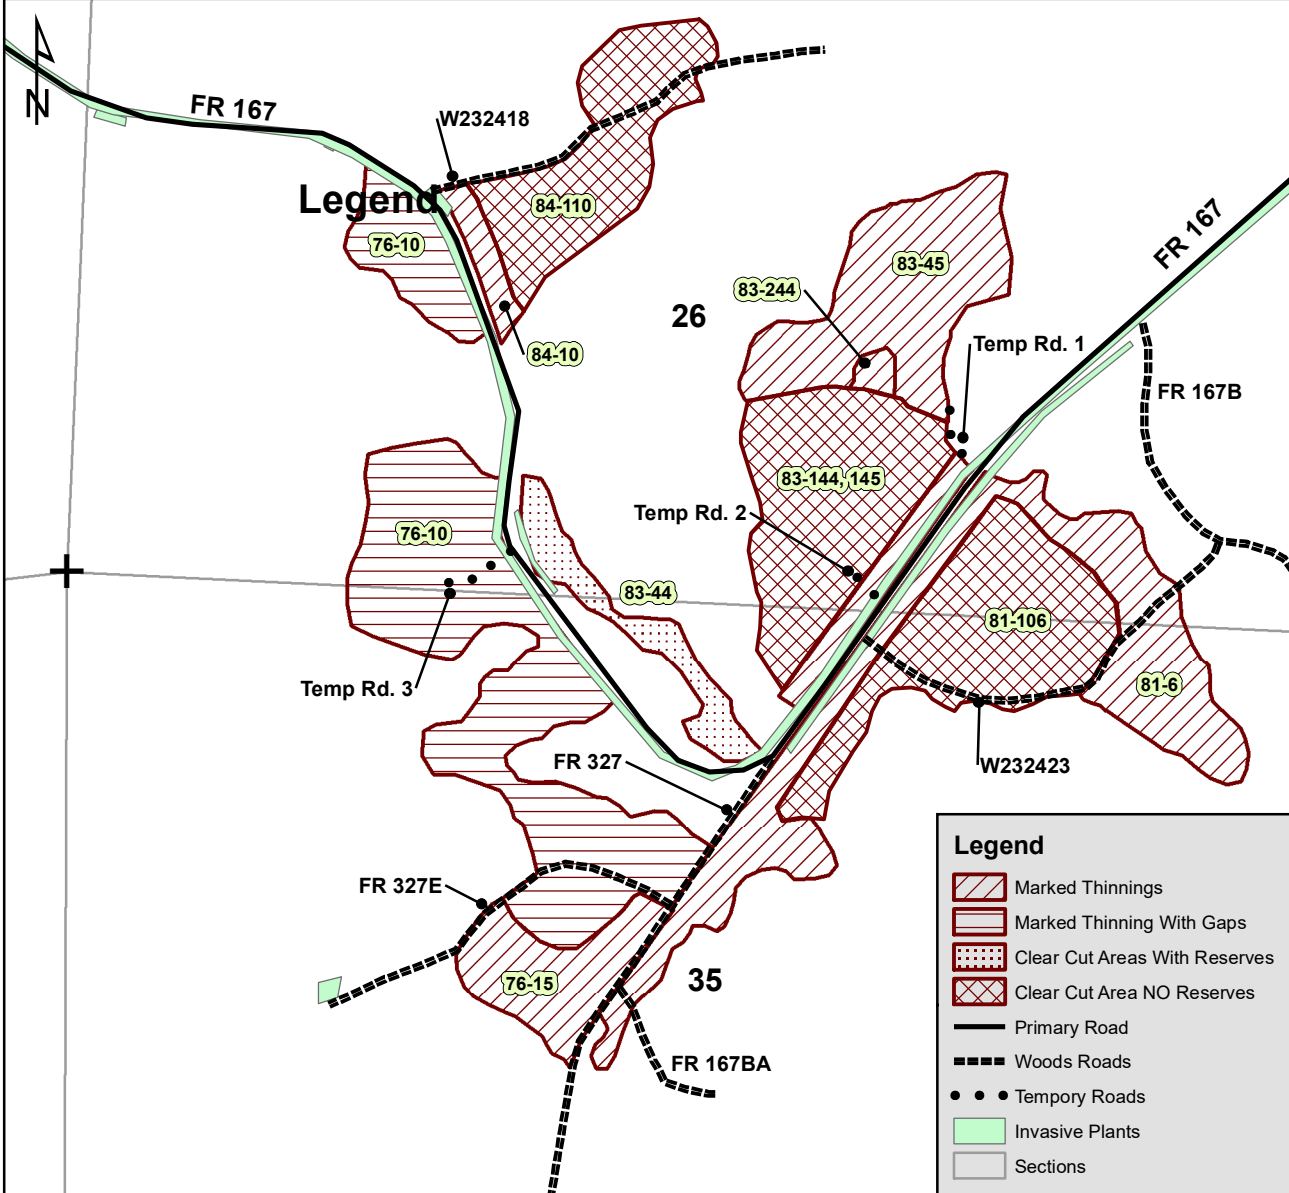 N
FR 167
W232418
Legend
84-110
76-10
83-45
FR 167
83-244
26
Temp Rd. 1
84-10
FR 167B
83-144, 145
Temp Rd. 2
76-10
83-44
81-106
Temp Rd. 3
81-6
FR 327
W232423
FR 327E
35
76-15
FR 167BA
Legend
Marked Thinnings
Marked Thinning With Gaps
Clear Cut Areas With Reserves
Clear Cut Area NO Reserves
Primary Road
Woods Roads
Tempory Roads
Invasive Plants
Sections